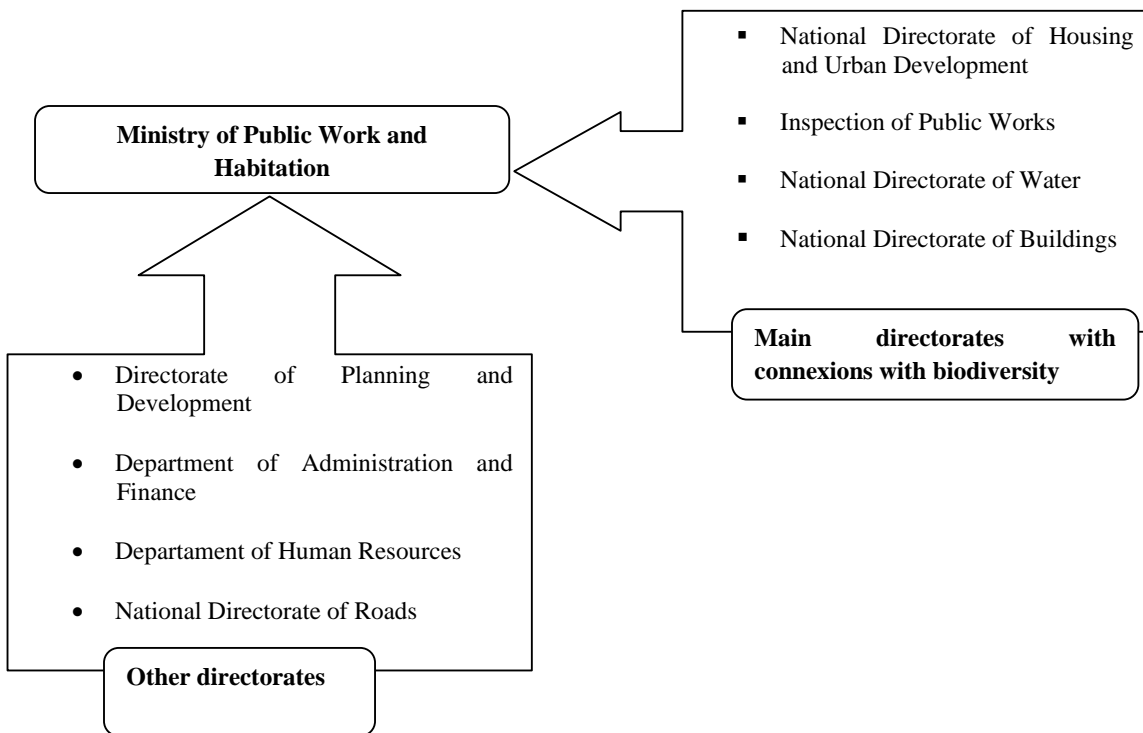 Ministry of Public Work and
Habitation
▪ National Directorate of Housing
and Urban Development
▪ Inspection of Public Works
▪ National Directorate of Water
▪ National Directorate of Buildings
Main directorates with
connexions with biodiversity
• Directorate of Planning and
Development
• Department of Administration and
Finance
• Departament of Human Resources
• National Directorate of Roads
Other directorates